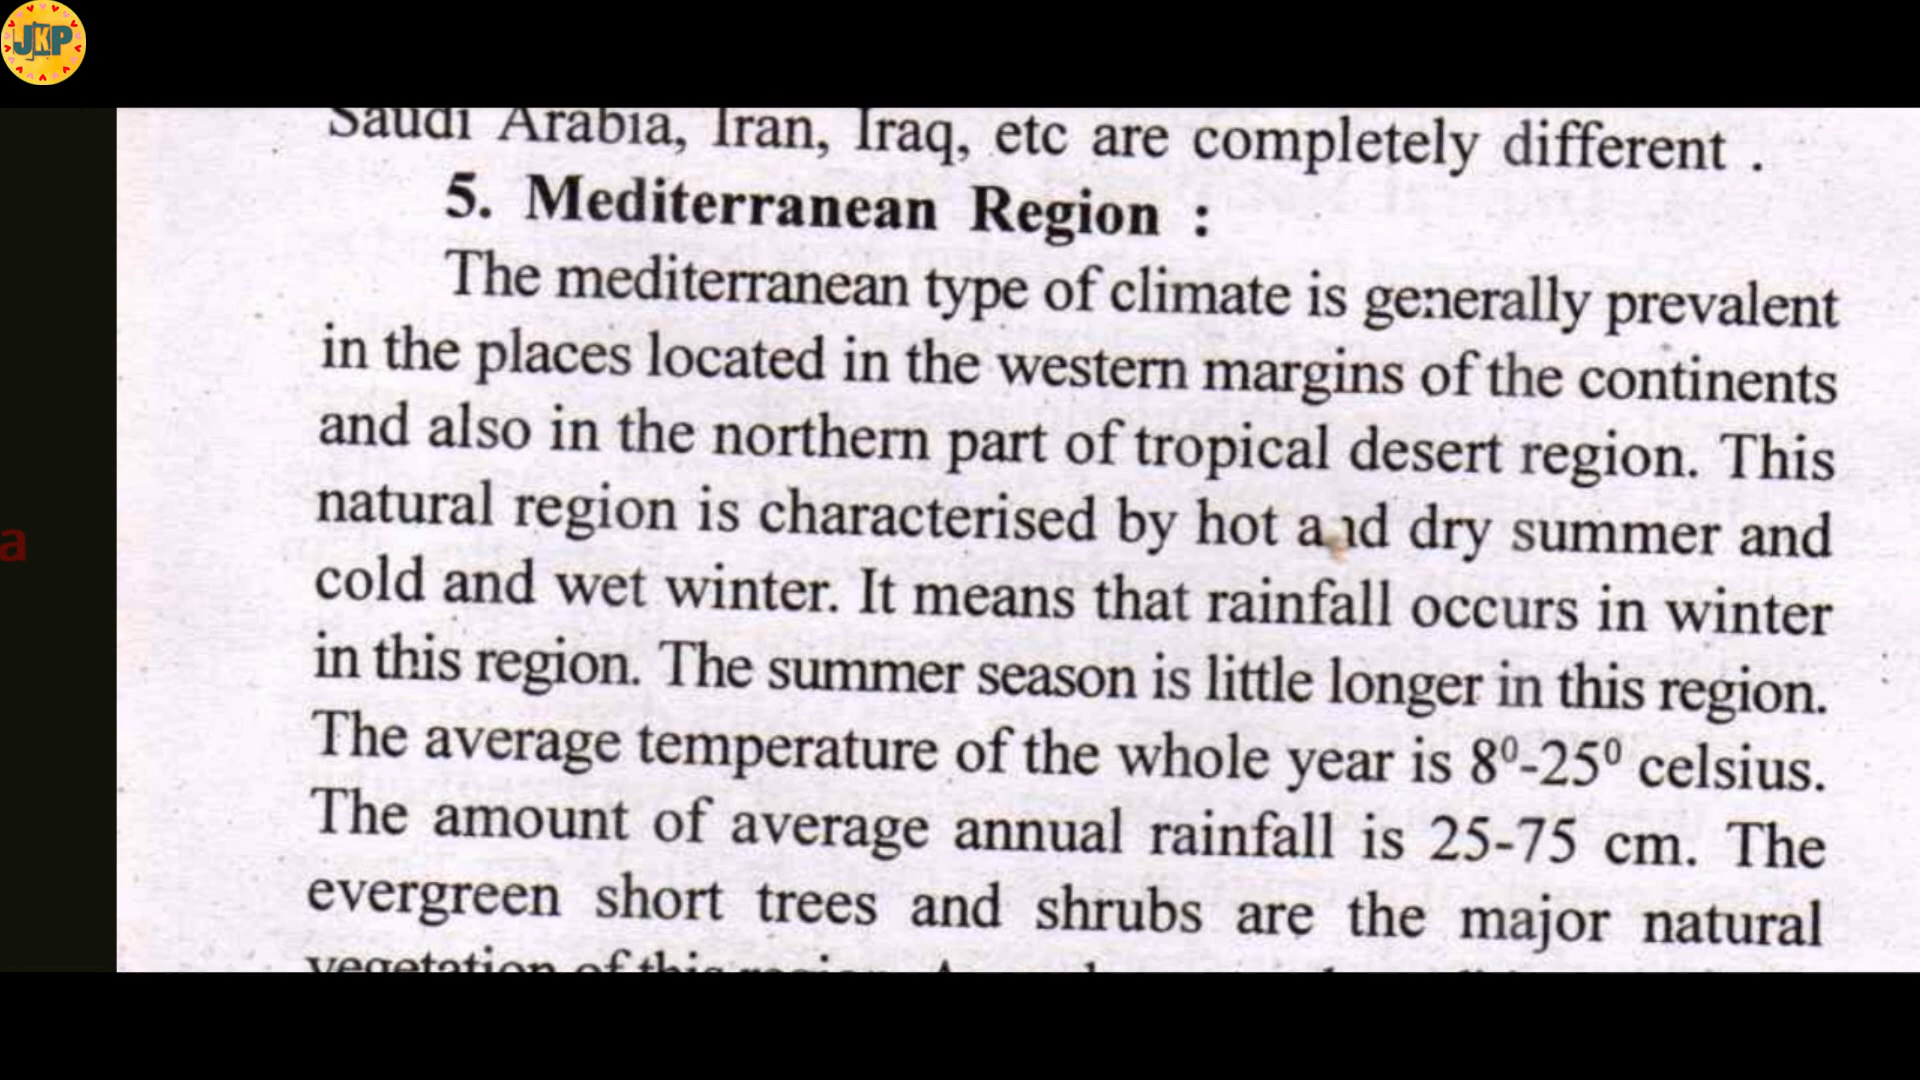 JKP
Saudi Arabia, Iran, Iraq, etc are completely different .
5. Mediterranean Region :
The mediterranean type of climate is generally prevalent
in the places located in the western margins of the continents
and also in the northern part of tropical desert region. This
natural region is characterised by hot and dry summer and
cold and wet winter. It means that rainfall occurs in winter
in this region. The summer season is little longer in this region.
The average temperature of the whole year is 8⁰-25⁰ celsius.
The amount of average annual rainfall is 25-75 cm. The
evergreen short trees and shrubs are the major natural
vegetation of this region.
a